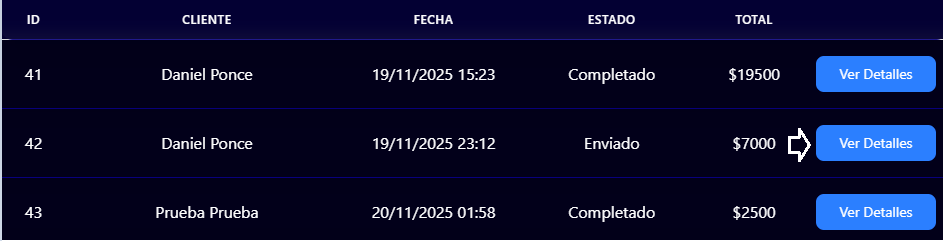 ID CLIENTE FECHA ESTADO TOTAL
41 Daniel Ponce 19/11/2025 15:23 Completado $19500 Ver Detalles
42 Daniel Ponce 19/11/2025 23:12 Enviado $7000 Ver Detalles
43 Prueba Prueba 20/11/2025 01:58 Completado $2500 Ver Detalles